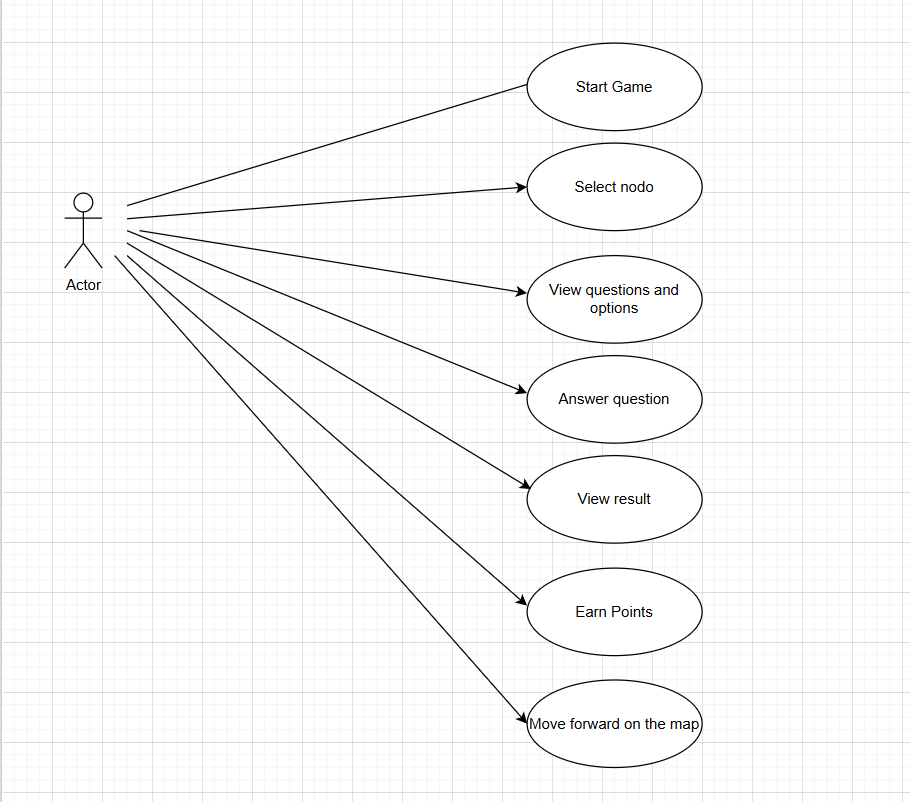 Start Game
Select nodo
Actor
View questions and
options
Answer question
View result
Earn Points
Move forward on the map